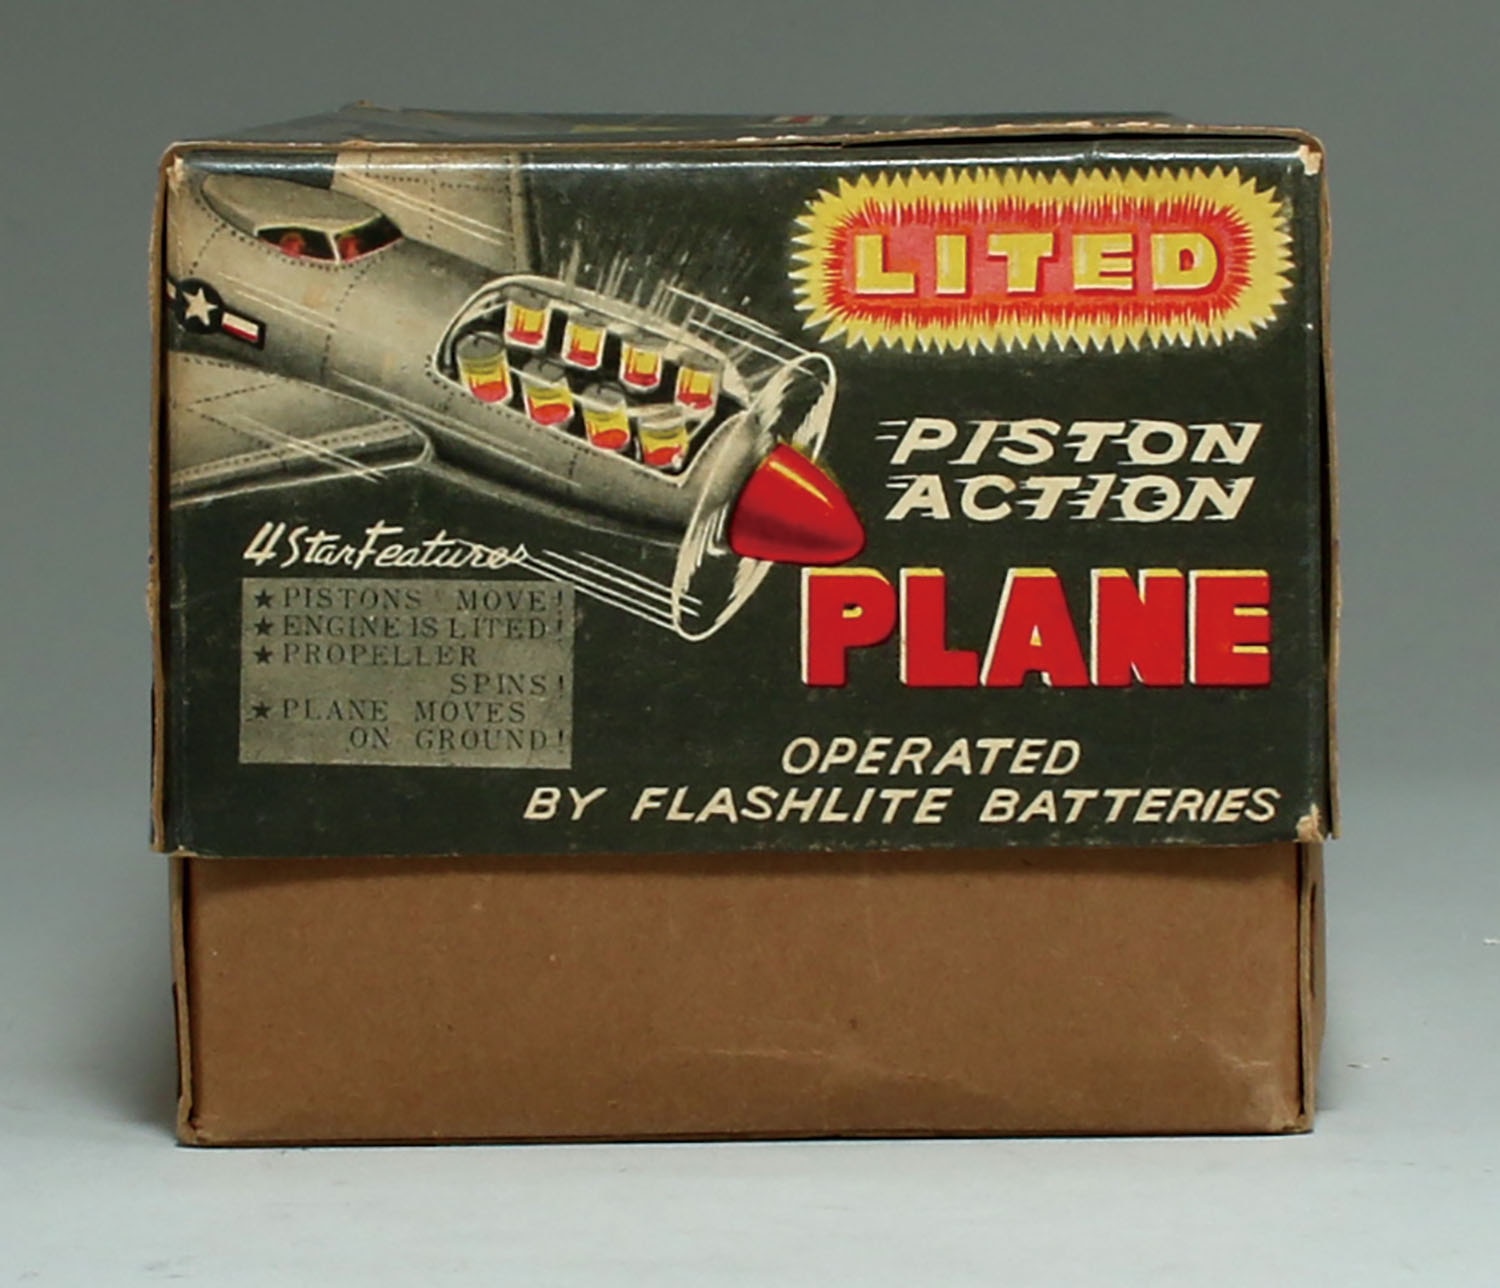 LITED
PISTON
ACTION
PLANE
4 Star Features
★ PISTONS MOVE!
★ ENGINE IS LITED!
★ PROPELLER
SPINS!
★ PLANE MOVES
ON GROUND!
OPERATED
BY FLASHLITE BATTERIES